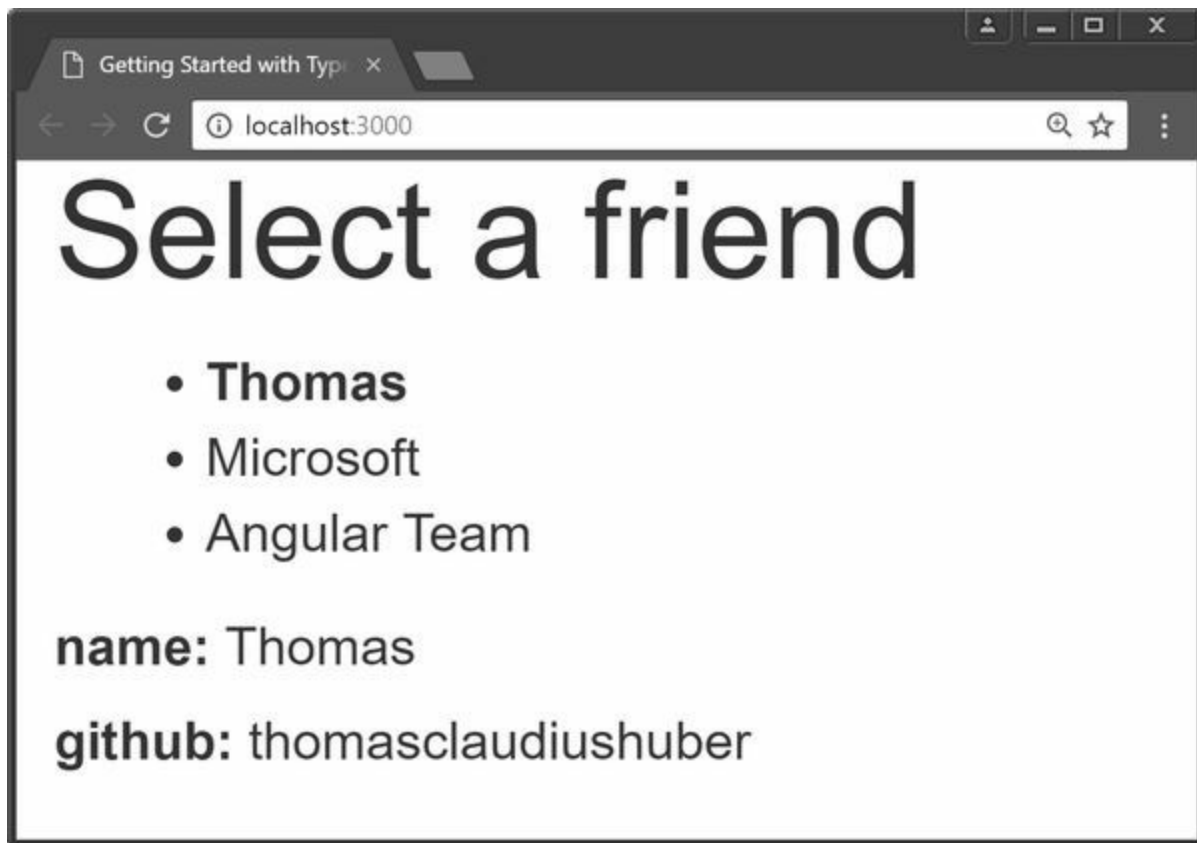 Getting Started with Typ
localhost:3000
Select a friend
• Thomas
• Microsoft
• Angular Team
name: Thomas
github: thomasclaudiushuber